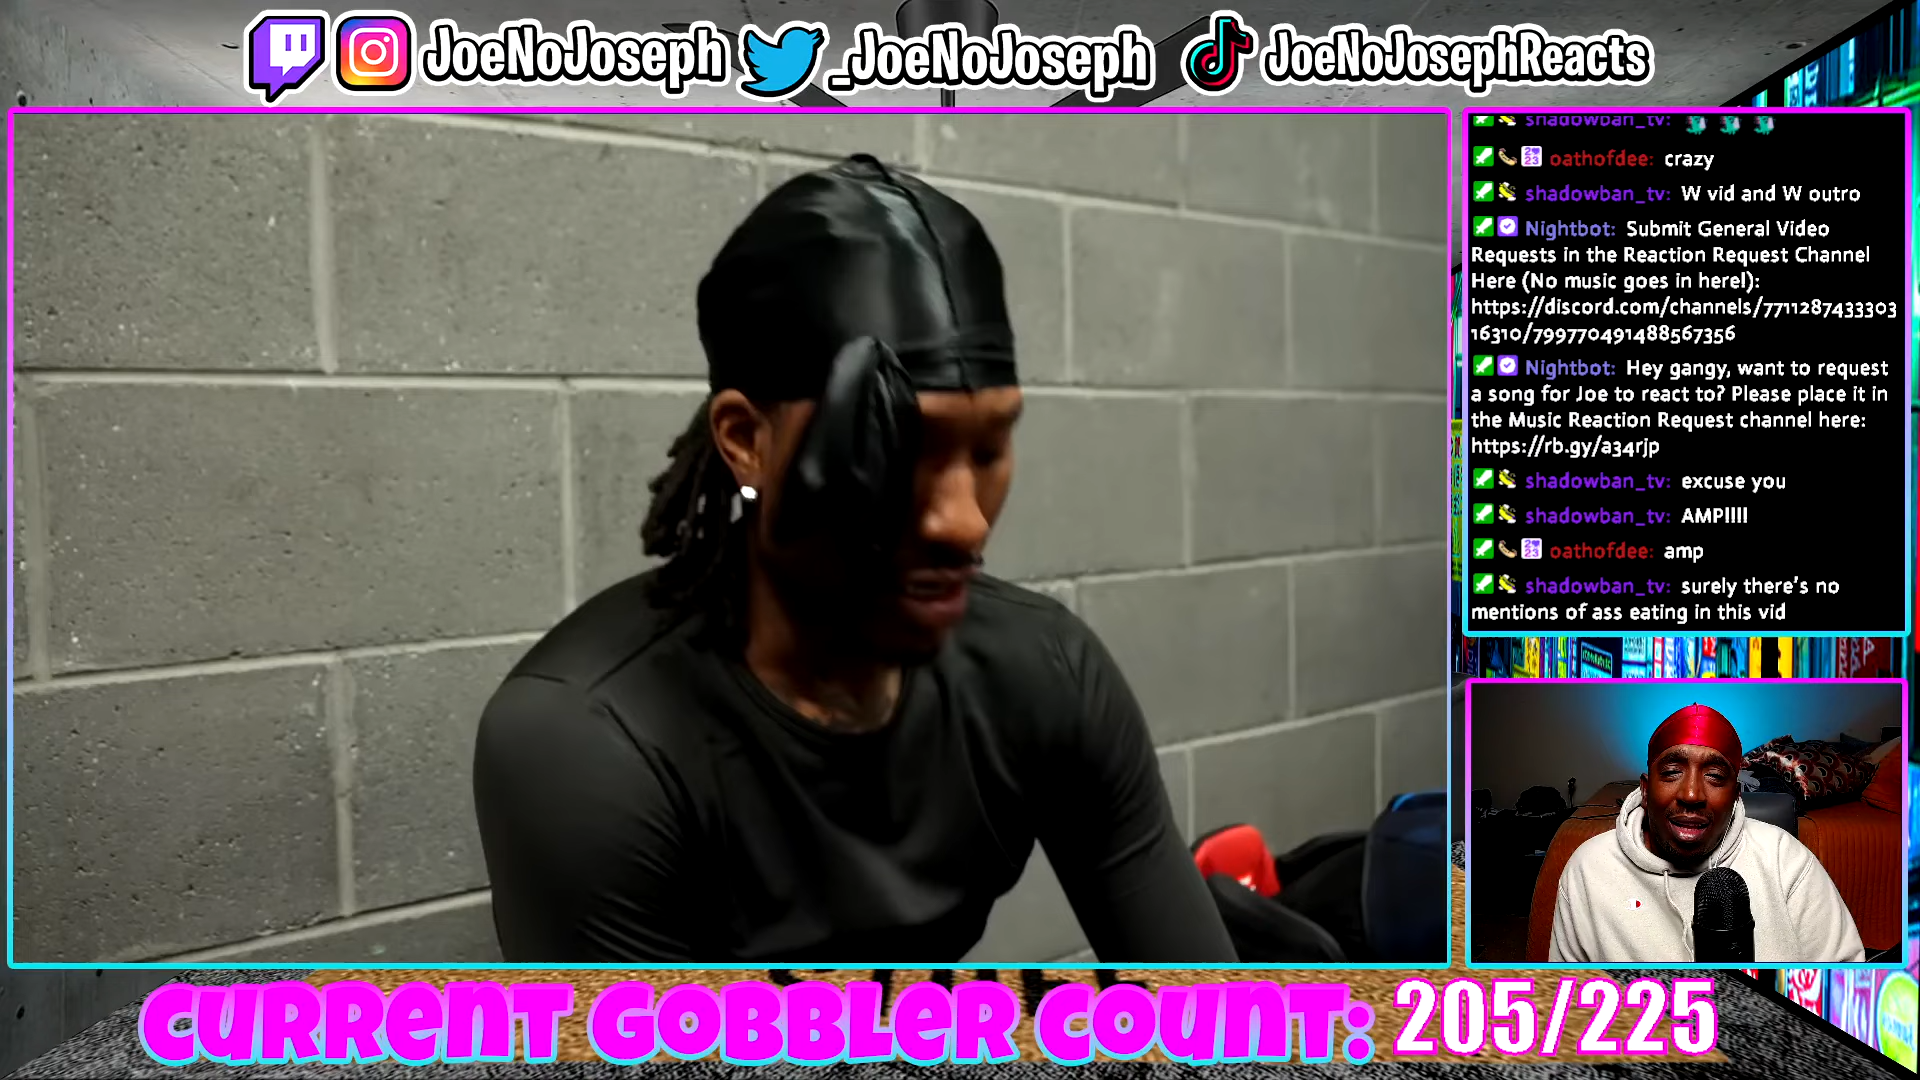 JoeNoJoseph _JoeNoJoseph JoeNoJosephReacts
shadowban_tv:
oathofdee: crazy
shadowban_tv: W vid and W outro
Nightbot: Submit General Video
Requests in the Reaction Request Channel
Here (No music goes in here!):
https://discord.com/channels/7711287433303
16310/799770491488567356
Nightbot: Hey gangy, want to request
a song for Joe to react to? Please place it in
the Music Reaction Request channel here:
https://rb.gy/a34rjp
shadowban_tv: excuse you
shadowban_tv: AMP!!!!
oathofdee: amp
shadowban_tv: surely there's no
mentions of ass eating in this vid
CURRENT GOBBLER COUNT: 205/225